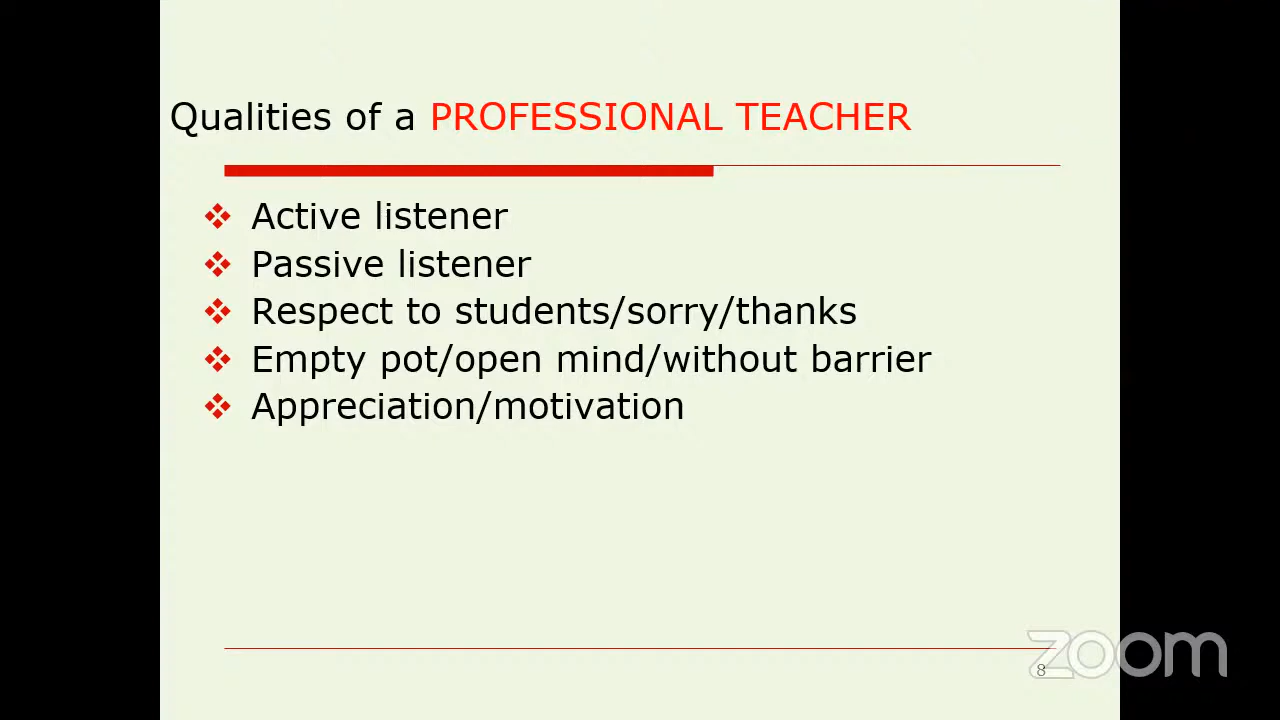 Qualities of a PROFESSIONAL TEACHER
Active listener
Passive listener
Respect to students/sorry/thanks
Empty pot/open mind/without barrier
Appreciation/motivation
zoom
8